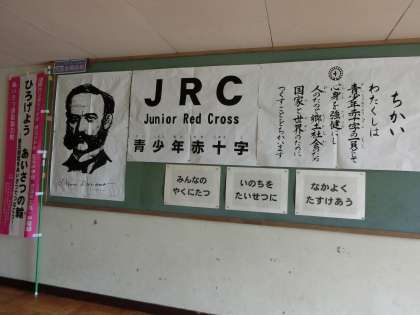 ひろげよう あいさつの輪
JRC
Junior Red Cross
青少年赤十字
ちかい
わたくしは
青少年赤十字の一員として
心身を強健にし
人のためと郷土社会のため
国家と世界のために
つくすことをちかいます
みんなの
やくにたつ
いのちを
たいせつに
なかよく
たすけあう